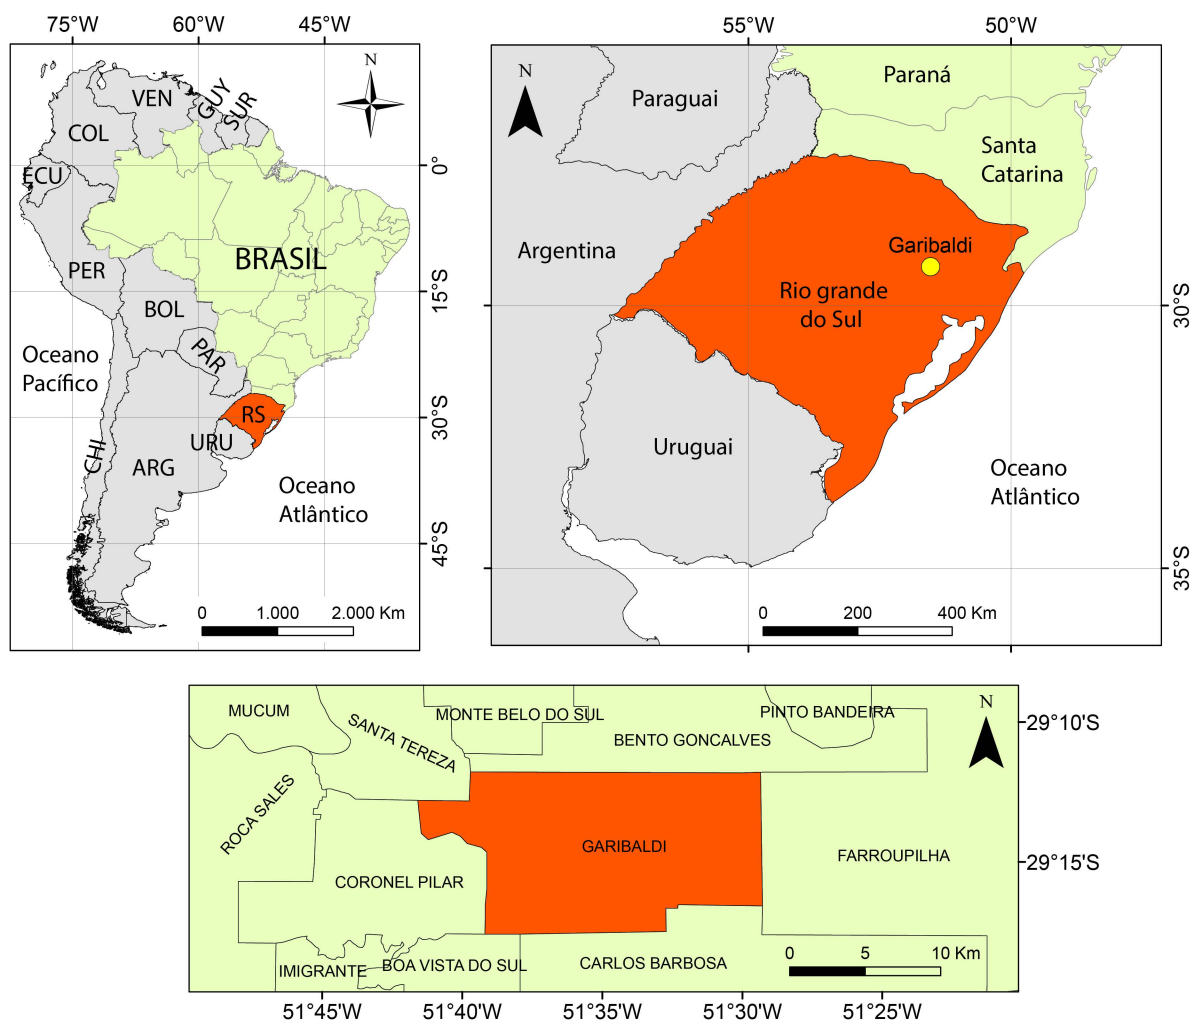 75°W 60°W 45°W
N
VEN
GUY
SUR
COL
ECU
0°
BRASIL
PER
15°S
BOL
PAR
Oceano
Pacífico
RS
30°S
URU
CHI
ARG
Oceano
Atlântico
45°S
0 1.000 2.000 Km
55°W 50°W
N
Paraná
Paraguai
Santa
Catarina
Argentina
Garibaldi
Rio grande
do Sul
30°S
Uruguai
Oceano
Atlântico
35°S
0 200 400 Km
N
MUCUM
SANTA TEREZA
MONTE BELO DO SUL
PINTO BANDEIRA
29°10'S
BENTO GONCALVES
ROCA SALES
GARIBALDI
FARROUPILHA
29°15'S
CORONEL PILAR
0 5 10 Km
IMIGRANTE
BOA VISTA DO SUL
CARLOS BARBOSA
51°45'W 51°40'W 51°35'W 51°30'W 51°25'W